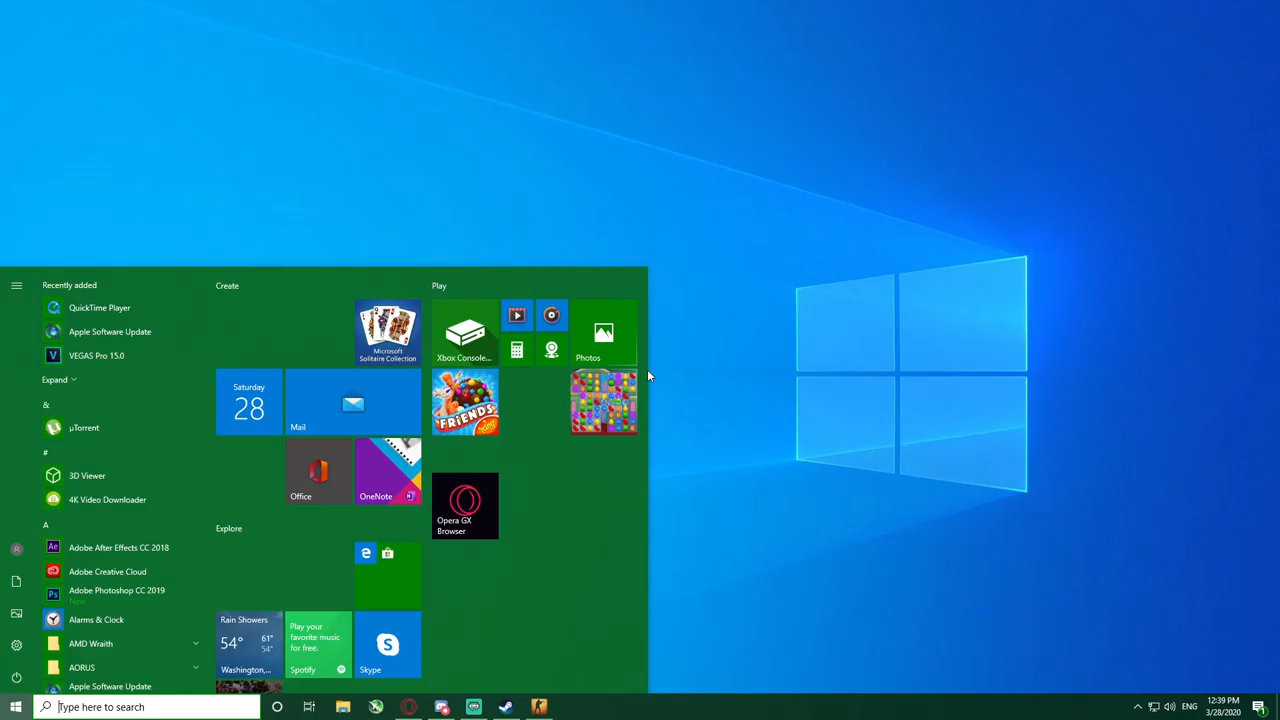 Recently added
QuickTime Player
Apple Software Update
VEGAS Pro 15.0
Expand
&
µTorrent
#
3D Viewer
4K Video Downloader
A
Adobe After Effects CC 2018
Adobe Creative Cloud
Adobe Photoshop CC 2019
New
Alarms & Clock
AMD Wraith
AORUS
Apple Software Update
Create
Microsoft
Solitaire Collection
Saturday
28
Mail
Office
OneNote
Explore
Rain Showers
54°
61°
54°
Washington,...
Play your
favorite music
for free.
Spotify
Skype
Play
Xbox Console...
Photos
FRIENDS
King
Opera GX
Browser
Type here to search
ENG
12:39 PM
3/28/2020
1